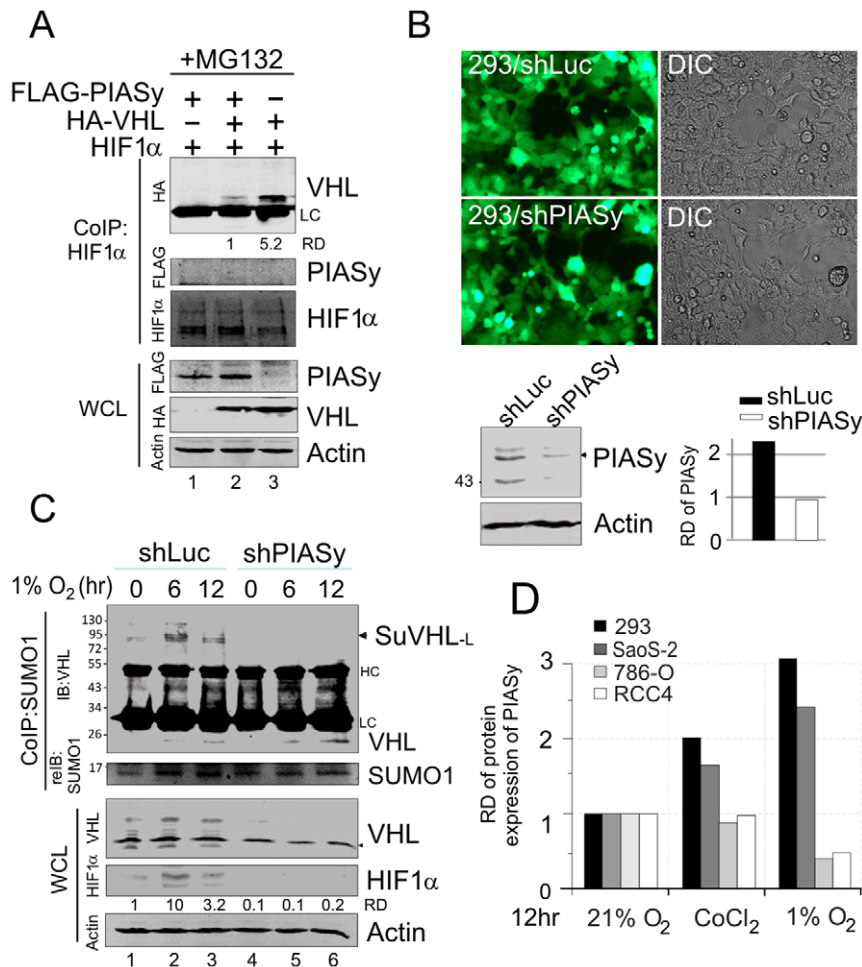 A
+MG132
FLAG-PIASy + + −
HA-VHL − + +
HIF1α + + +
CoIP: HIF1α
HA
VHL
LC
1 5.2 RD
FLAG
PIASy
HIF1α
HIF1α
WCL
FLAG
PIASy
HA
VHL
Actin
Actin
1 2 3
B
293/shLuc
DIC
293/shPIASy
DIC
shLuc shPIASy
PIASy
43
Actin
shLuc
shPIASy
RD of PIASy
2
1
0
C
shLuc shPIASy
1% O2 (hr) 0 6 12 0 6 12
CoIP:SUMO1
IB:VHL
130
95
72
55
43
34
26
SuVHL-L
HC
LC
VHL
reIB: SUMO1
17
SUMO1
WCL
VHL
VHL
HIF1α
HIF1α
1 10 3.2 0.1 0.1 0.2 RD
Actin
Actin
1 2 3 4 5 6
D
293
SaoS-2
786-O
RCC4
RD of protein
expression of PIASy
3
2
1
0
12hr 21% O2 CoCl2 1% O2